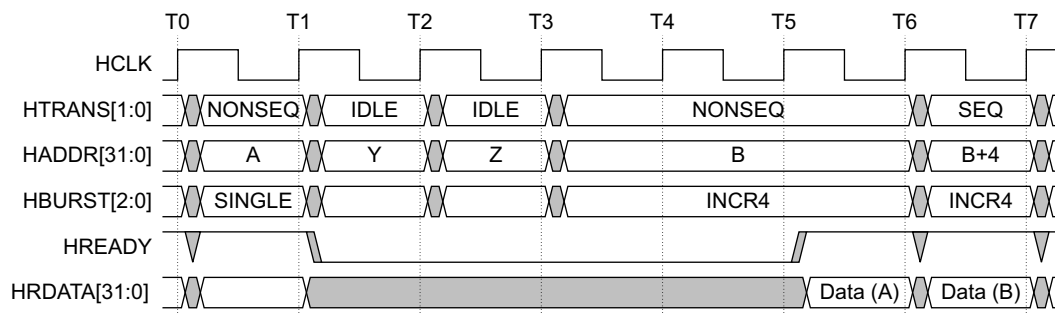 T0 T1 T2 T3 T4 T5 T6 T7
HCLK
HTRANS[1:0] NONSEQ IDLE IDLE NONSEQ SEQ
HADDR[31:0] A Y Z B B+4
HBURST[2:0] SINGLE INCR4 INCR4
HREADY
HRDATA[31:0] Data (A) Data (B)